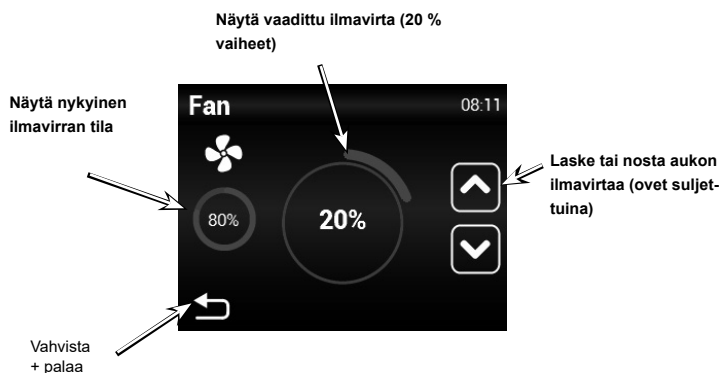 Näytä vaadittu ilmavirta (20 %
vaiheet)
Näytä nykyinen
ilmavirran tila
Fan
08:11
80%
20%
Laske tai nosta aukon
ilmavirtaa (ovet suljet-
tuina)
Vahvista
+ palaa